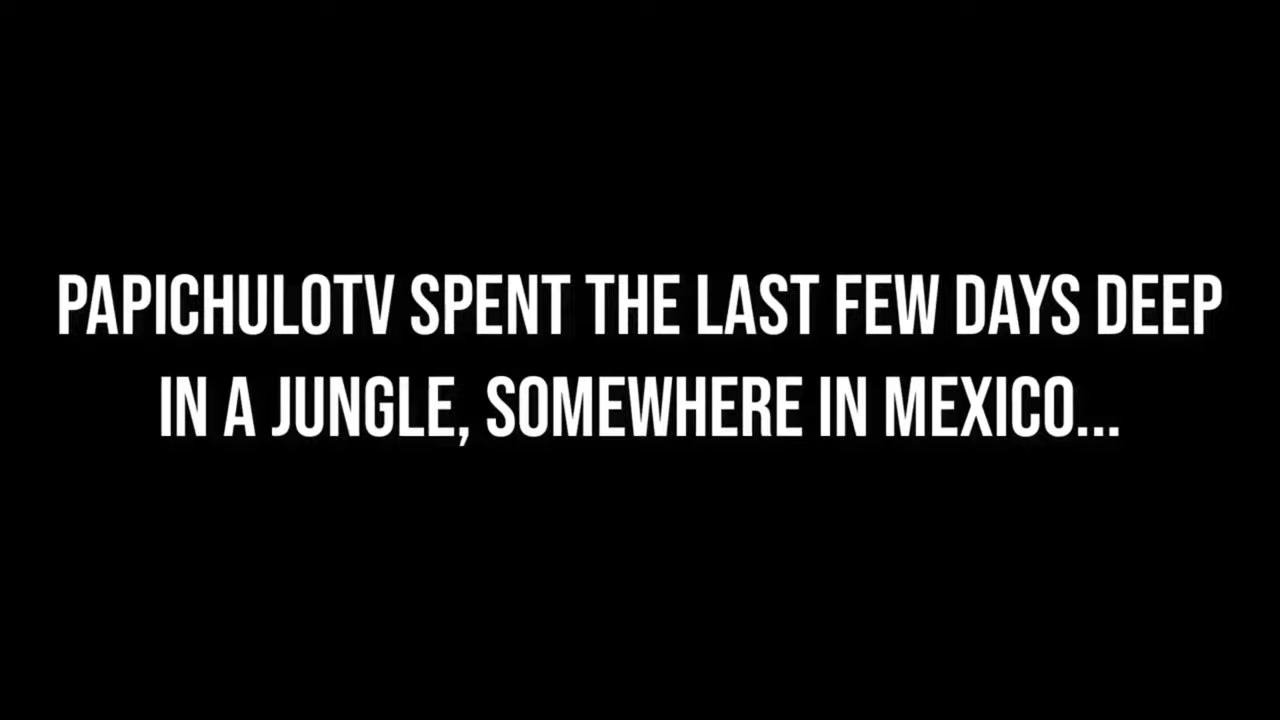 PAPICHULOTV SPENT THE LAST FEW DAYS DEEP
IN A JUNGLE, SOMEWHERE IN MEXICO...